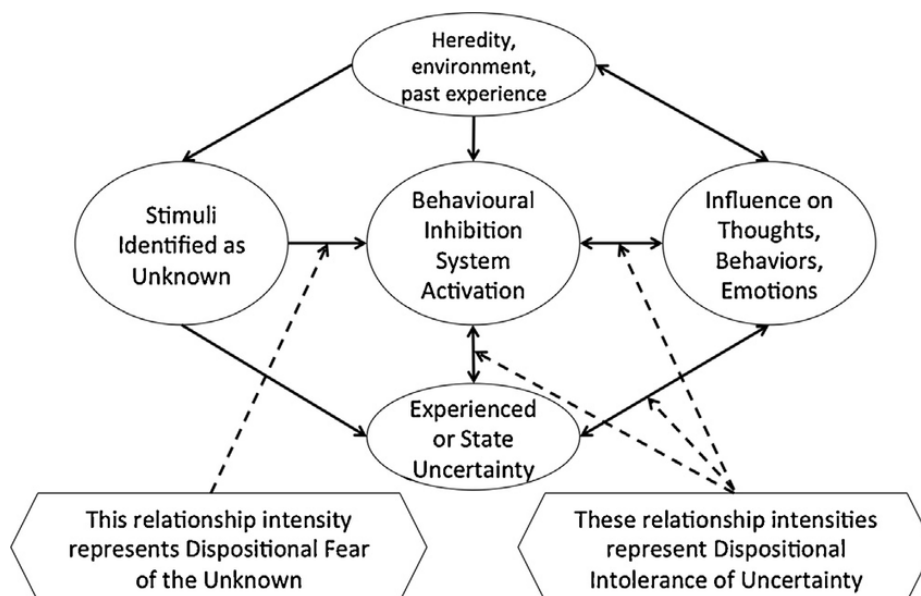 Heredity,
environment,
past experience
Stimuli
Identified as
Unknown
Behavioural
Inhibition
System
Activation
Influence on
Thoughts,
Behaviors,
Emotions
Experienced
or State
Uncertainty
This relationship intensity
represents Dispositional Fear
of the Unknown
These relationship intensities
represent Dispositional
Intolerance of Uncertainty